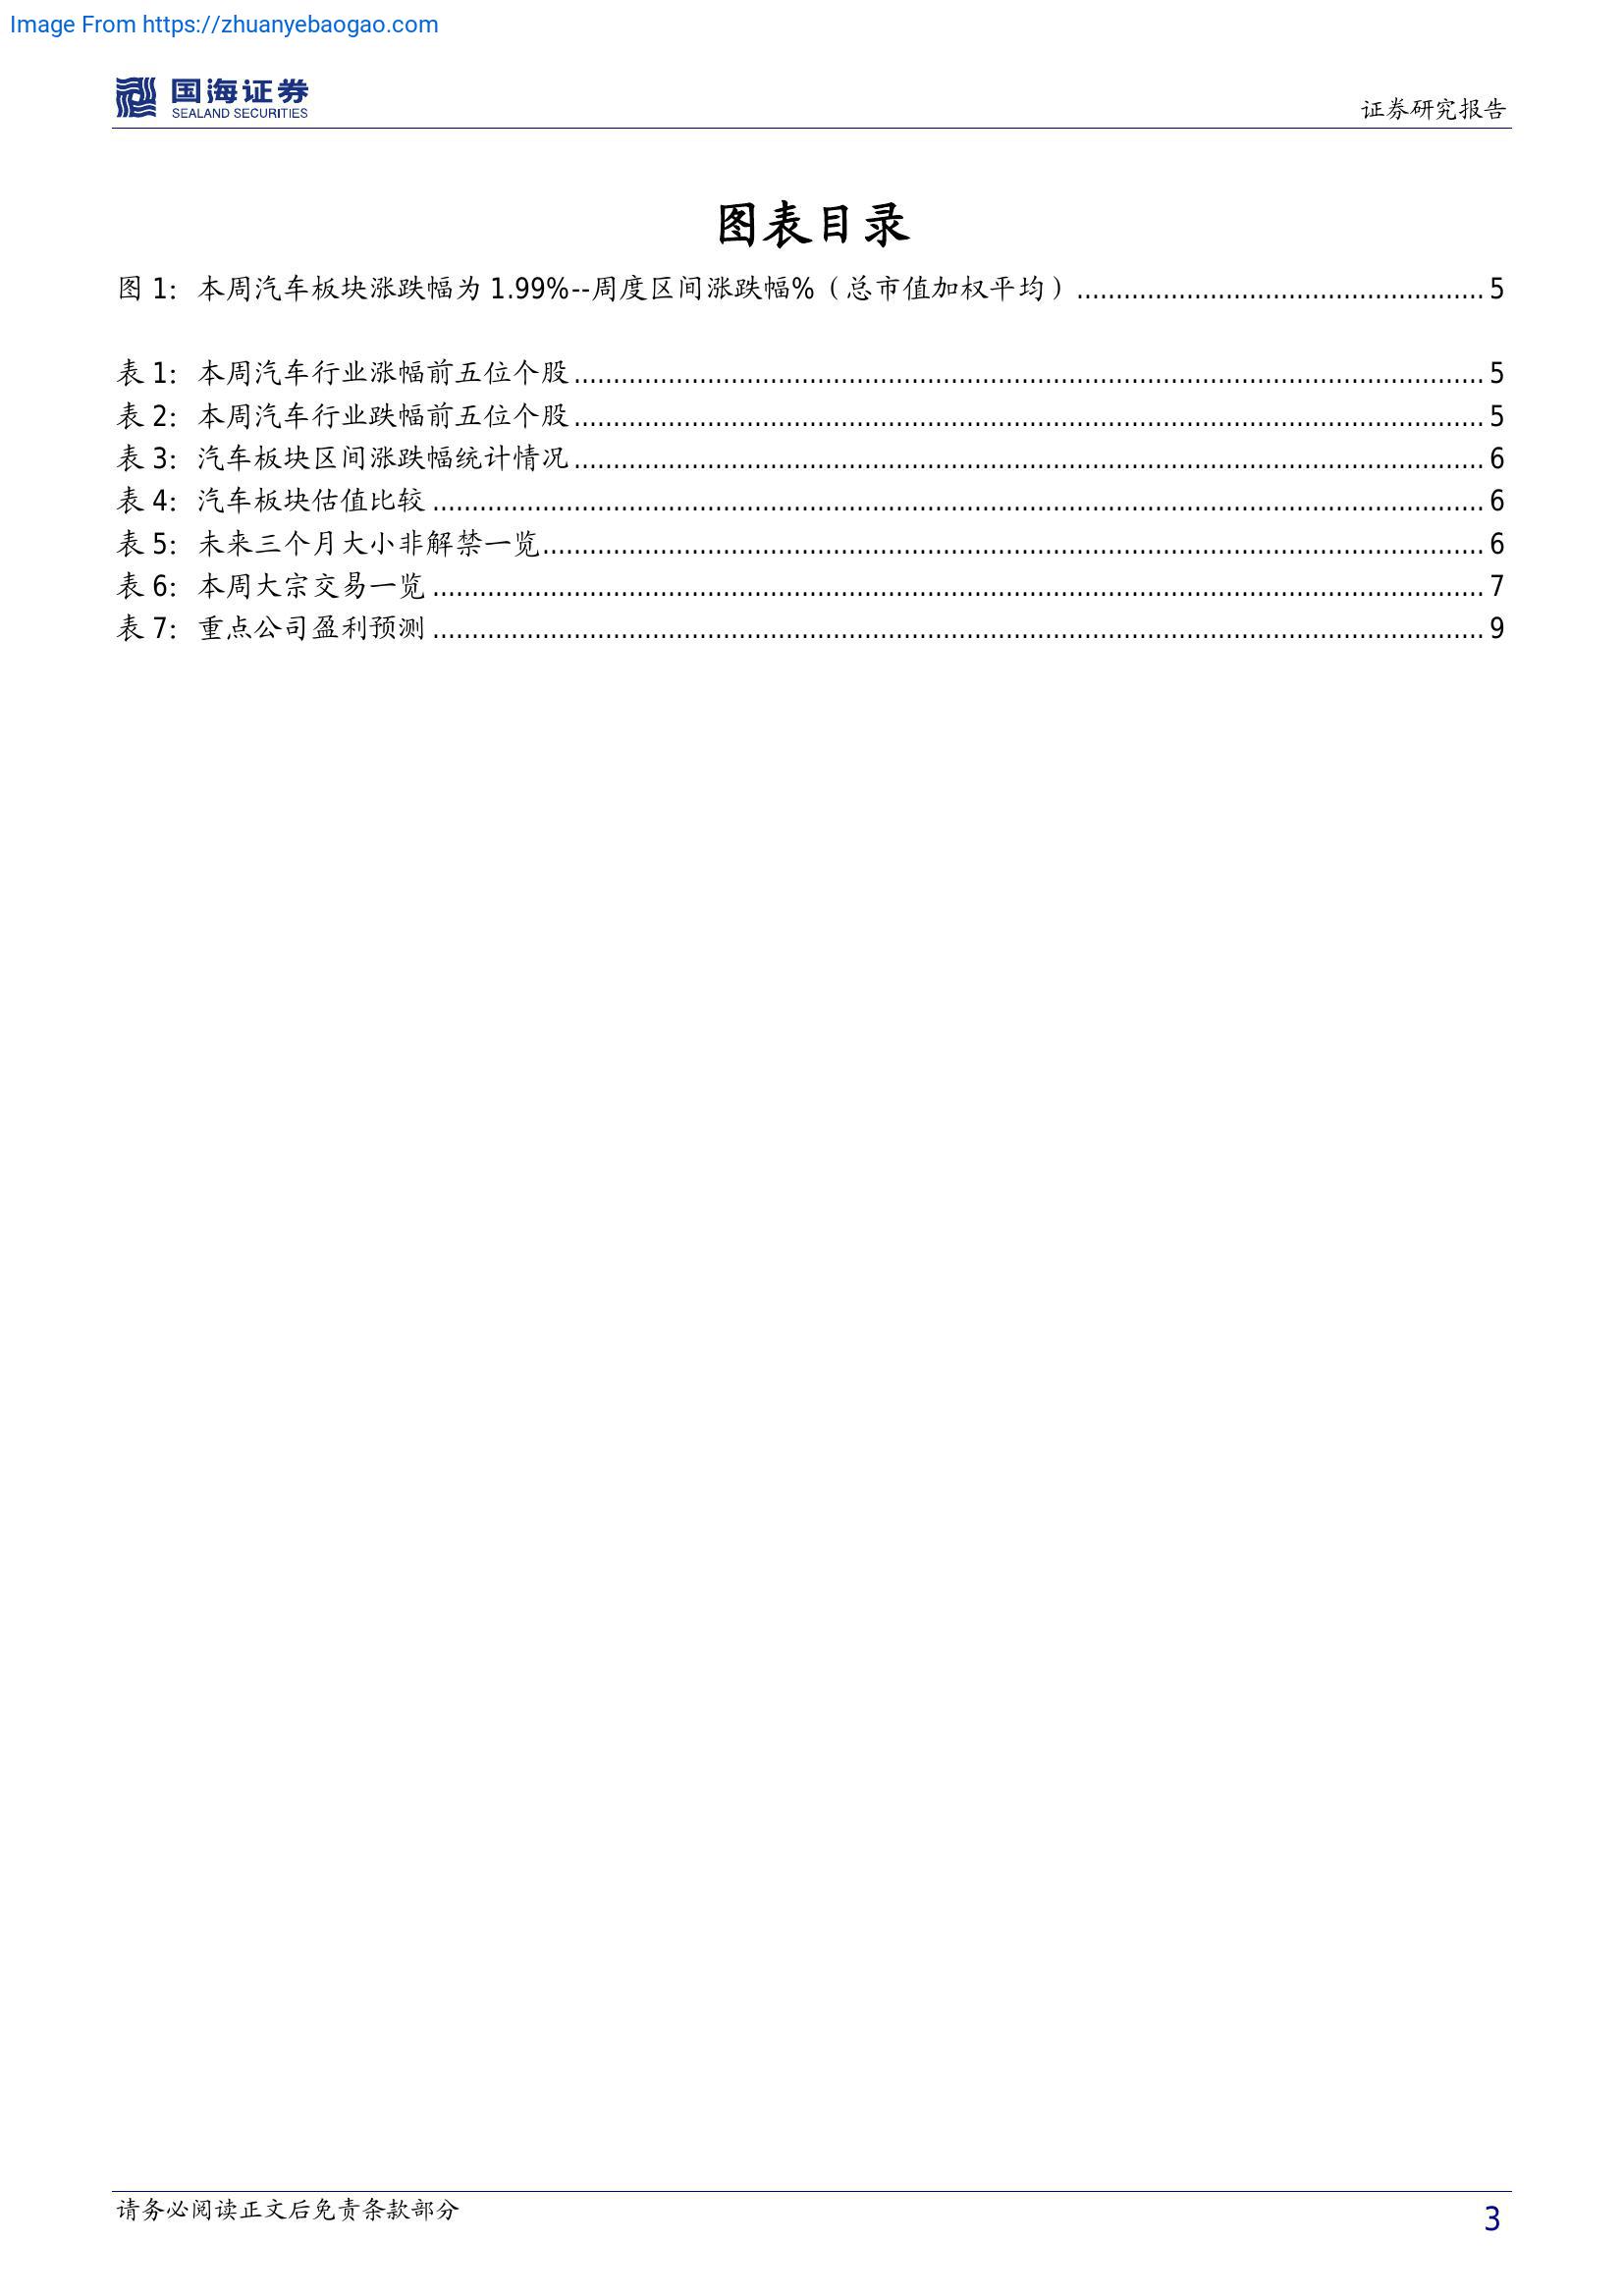 Image From https://zhuanyebaogao.com
国海证券
SEALAND SECURITIES
证券研究报告
图表目录
图 1：本周汽车板块涨跌幅为 1.99%--周度区间涨跌幅%（总市值加权平均）................................................... 5
表 1：本周汽车行业涨幅前五位个股................................................................................................................ 5
表 2：本周汽车行业跌幅前五位个股................................................................................................................ 5
表 3：汽车板块区间涨跌幅统计情况................................................................................................................ 6
表 4：汽车板块估值比较 ................................................................................................................................. 6
表 5：未来三个月大小非解禁一览.................................................................................................................... 6
表 6：本周大宗交易一览 ................................................................................................................................. 7
表 7：重点公司盈利预测 ................................................................................................................................. 9
请务必阅读正文后免责条款部分
3